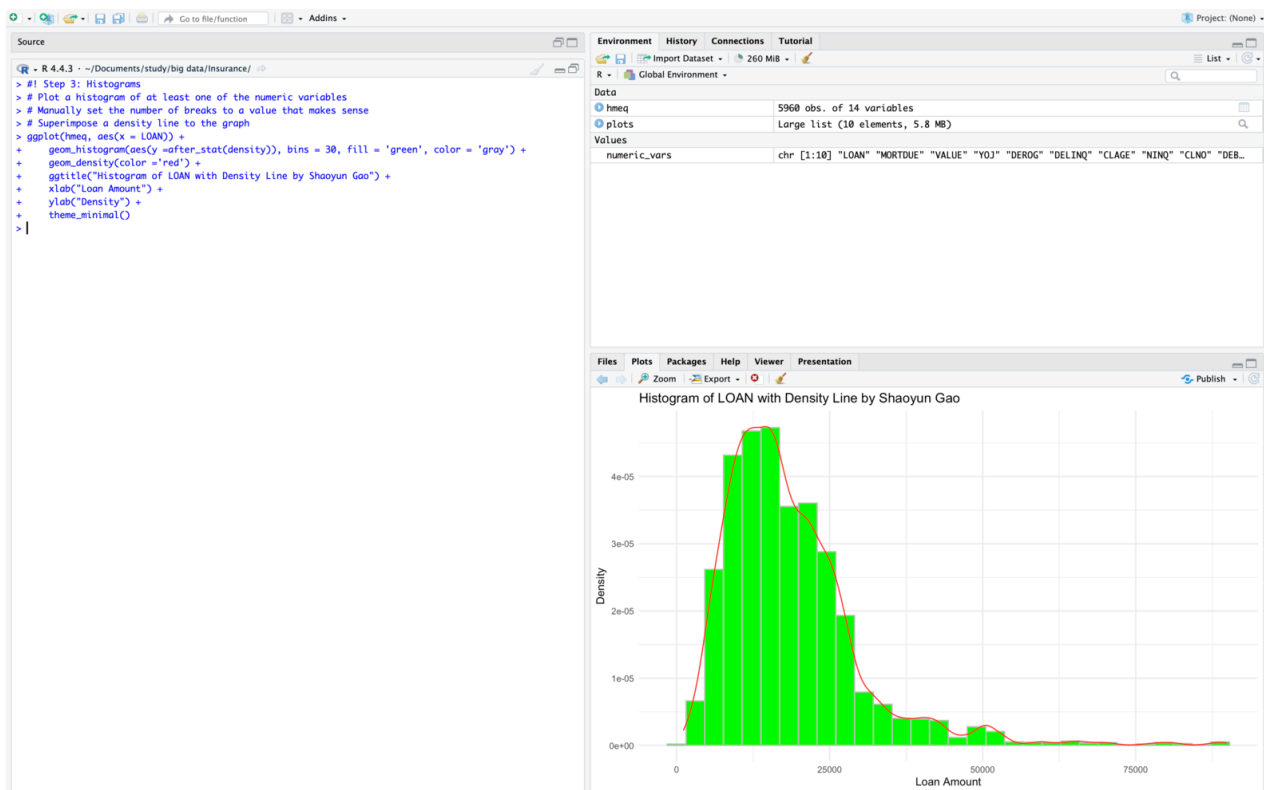 Go to file/function
Addins
Project: (None)
Source
R 4.4.3 · ~/Documents/study/big data/Insurance/
> #! Step 3: Histograms
> # Plot a histogram of at least one of the numeric variables
> # Manually set the number of breaks to a value that makes sense
> # Superimpose a density line to the graph
> ggplot(hmeq, aes(x = LOAN)) +
+     geom_histogram(aes(y =after_stat(density)), bins = 30, fill = 'green', color = 'gray') +
+     geom_density(color ='red') +
+     ggtitle("Histogram of LOAN with Density Line by Shaoyun Gao") +
+     xlab("Loan Amount") +
+     ylab("Density") +
+     theme_minimal()
>
Environment History Connections Tutorial
Import Dataset 260 MiB List
R Global Environment
Data
hmeq 5960 obs. of 14 variables
plots Large list (10 elements, 5.8 MB)
Values
numeric_vars chr [1:10] "LOAN" "MORTDUE" "VALUE" "YOJ" "DEROG" "DELINQ" "CLAGE" "NINQ" "CLNO" "DEB…
Files Plots Packages Help Viewer Presentation
Zoom Export Publish
Histogram of LOAN with Density Line by Shaoyun Gao
4e-05
3e-05
Density
2e-05
1e-05
0e+00
0 25000 50000 75000
Loan Amount